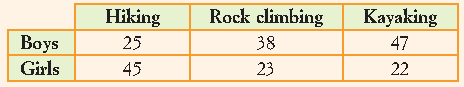 Hiking Rock climbing Kayaking
Boys 25 38 47
Girls 45 23 22